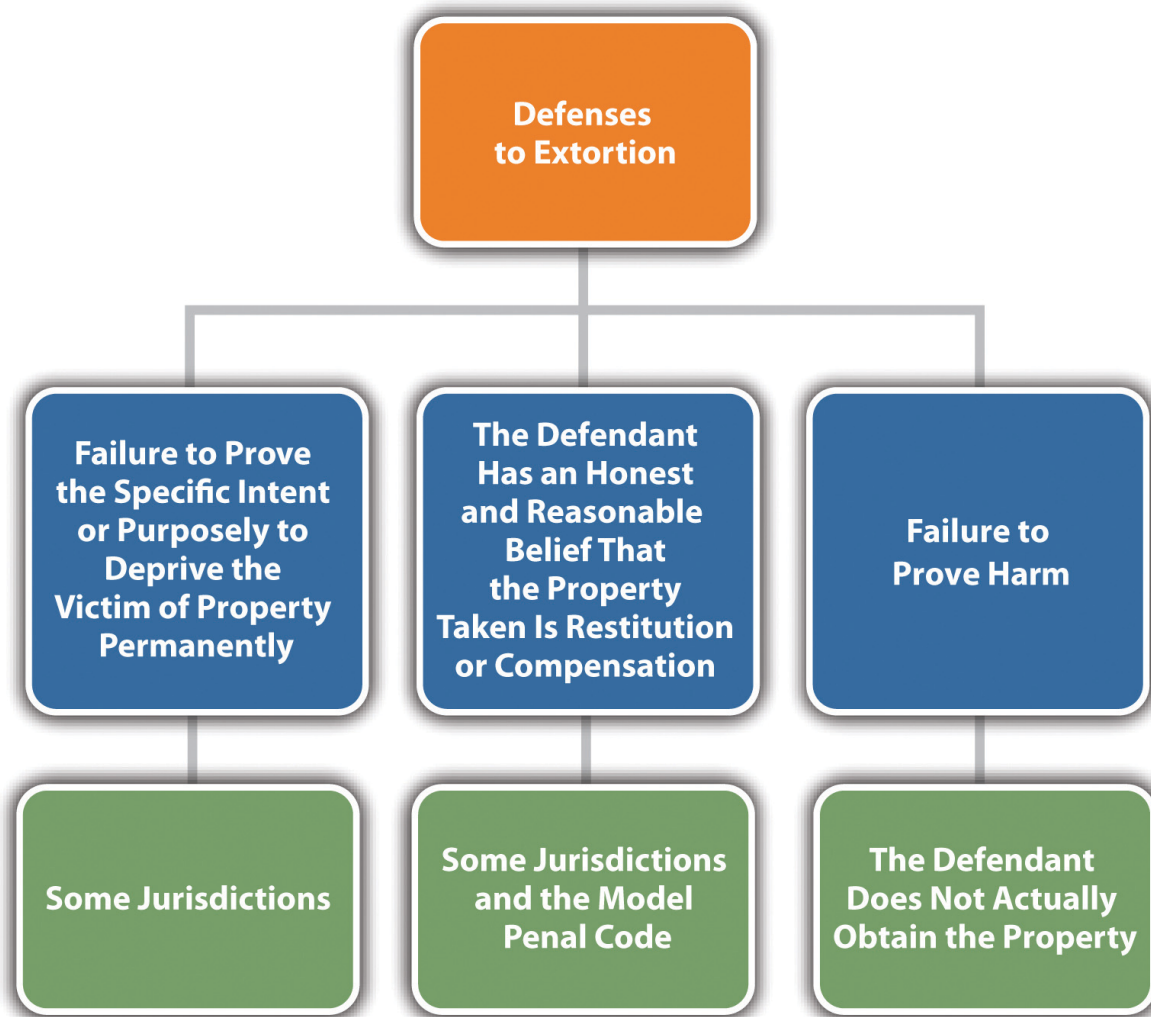 Defenses
to Extortion
Failure to Prove
the Specific Intent
or Purposely to
Deprive the
Victim of Property
Permanently
The Defendant
Has an Honest
and Reasonable
Belief That
the Property
Taken Is Restitution
or Compensation
Failure to
Prove Harm
Some Jurisdictions
Some Jurisdictions
and the Model
Penal Code
The Defendant
Does Not Actually
Obtain the Property